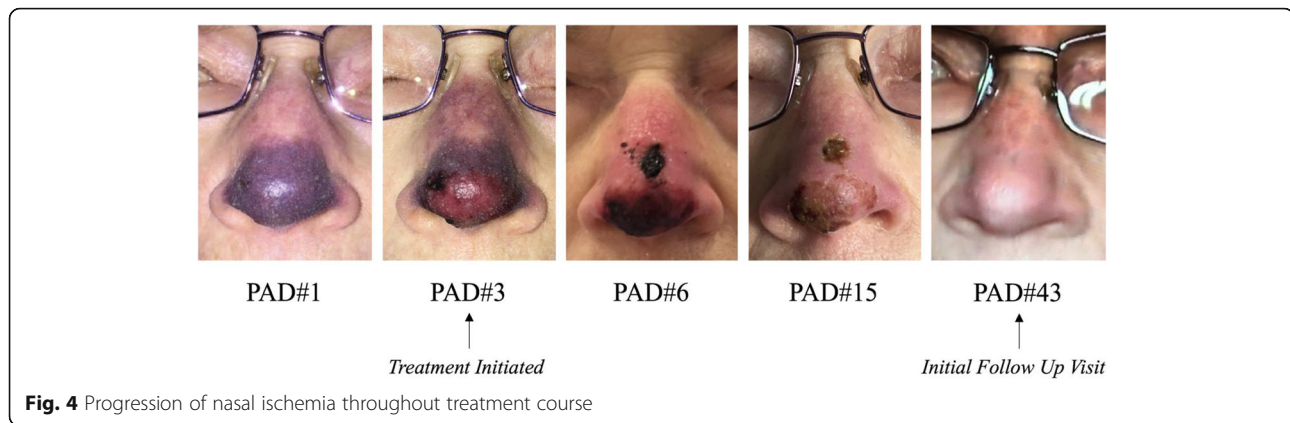 PAD#1 PAD#3 PAD#6 PAD#15 PAD#43
Treatment Initiated Initial Follow Up Visit
Fig. 4 Progression of nasal ischemia throughout treatment course